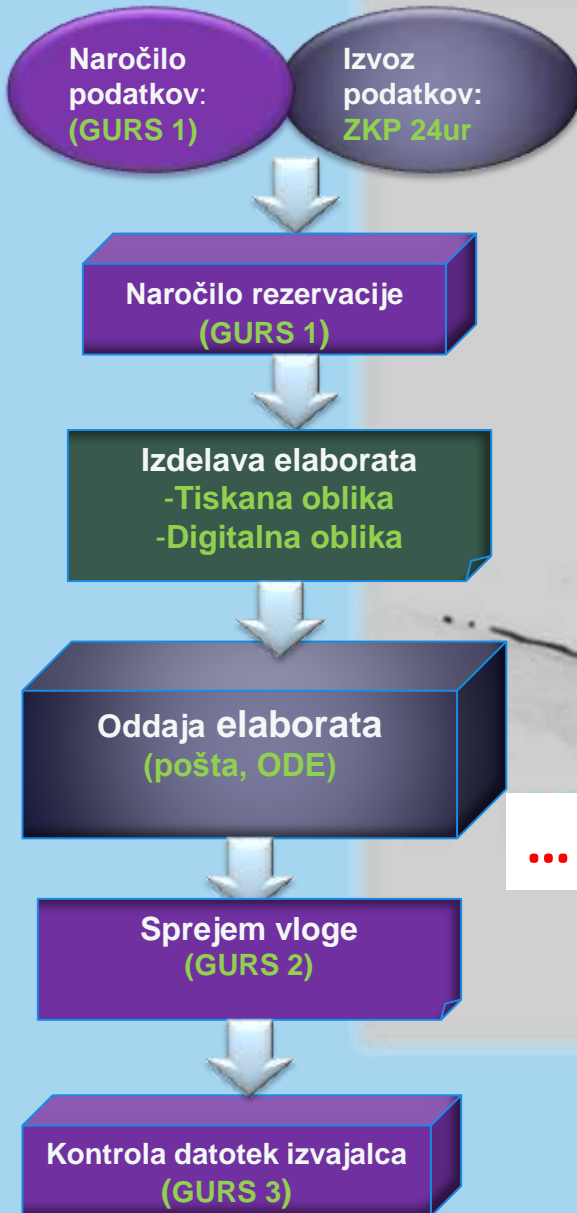 Naročilo
podatkov:
(GURS 1)
Izvoz
podatkov:
ZKP 24ur
Naročilo rezervacije
(GURS 1)
Izdelava elaborata
-Tiskana oblika
-Digitalna oblika
Oddaja elaborata
(pošta, ODE)
...
Sprejem vloge
(GURS 2)
Kontrola datotek izvajalca
(GURS 3)